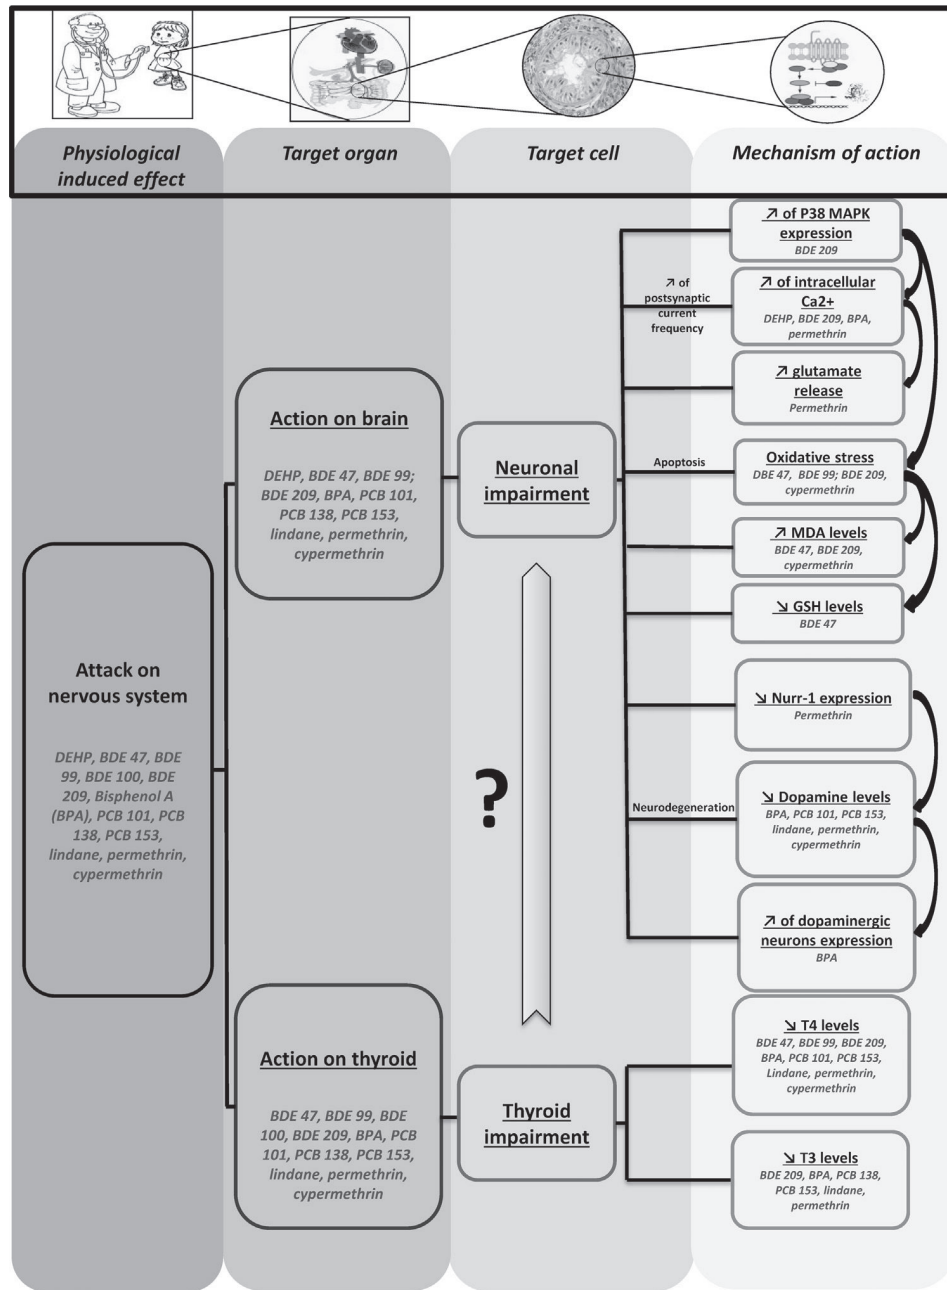 Physiological
induced effect
Target organ
Target cell
Mechanism of action
↗ of P38 MAPK
expression
BDE 209
↗ of
postsynaptic
current
frequency
↗ of intracellular
Ca2+
DEHP, BDE 209, BPA,
permethrin
↗ glutamate
release
Permethrin
Action on brain
DEHP, BDE 47, BDE 99;
BDE 209, BPA, PCB 101,
PCB 138, PCB 153,
lindane, permethrin,
cypermethrin
Neuronal
impairment
Apoptosis
Oxidative stress
DBE 47, BDE 99; BDE 209,
cypermethrin
↗ MDA levels
BDE 47, BDE 209,
cypermethrin
↘ GSH levels
BDE 47
Attack on
nervous system
DEHP, BDE 47, BDE
99, BDE 100, BDE
209, Bisphenol A
(BPA), PCB 101, PCB
138, PCB 153,
lindane, permethrin,
cypermethrin
↘ Nurr-1 expression
Permethrin
?
Neurodegeneration
↘ Dopamine levels
BPA, PCB 101, PCB 153,
lindane, permethrin,
cypermethrin
↗ of dopaminergic
neurons expression
BPA
Action on thyroid
BDE 47, BDE 99, BDE
100, BDE 209, BPA, PCB
101, PCB 138, PCB 153,
lindane, permethrin,
cypermethrin
Thyroid
impairment
↘ T4 levels
BDE 47, BDE 99, BDE 209,
BPA, PCB 101, PCB 153,
Lindane, permethrin,
cypermethrin
↘ T3 levels
BDE 209, BPA, PCB 138,
PCB 153, lindane,
permethrin